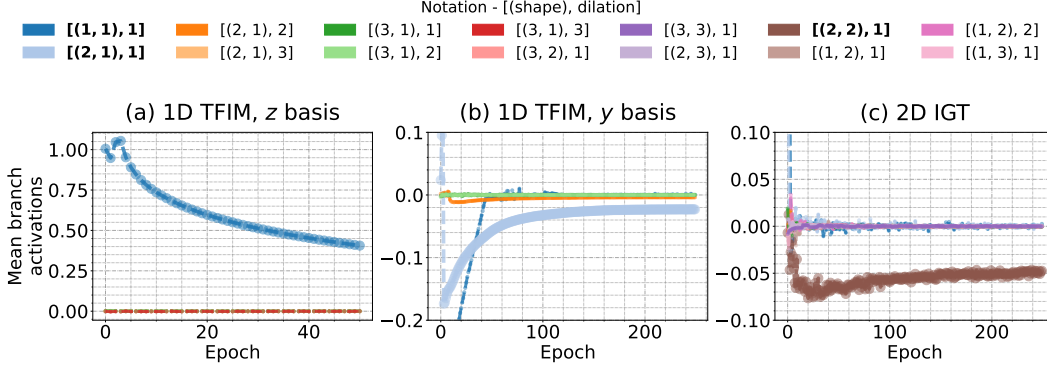 Notation - [(shape), dilation]
[(1, 1), 1] [(2, 1), 2] [(3, 1), 1] [(3, 1), 3] [(3, 3), 1] [(2, 2), 1] [(1, 2), 2]
[(2, 1), 1] [(2, 1), 3] [(3, 1), 2] [(3, 2), 1] [(2, 3), 1] [(1, 2), 1] [(1, 3), 1]
(a) 1D TFIM, z basis
Mean branch
activations
1.00
0.75
0.50
0.25
0.00
0 20 40
Epoch
(b) 1D TFIM, y basis
0.1
0.0
−0.1
−0.2
0 100 200
Epoch
(c) 2D IGT
0.10
0.05
0.00
−0.05
−0.10
0 100 200
Epoch